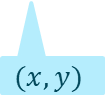 (x, y)